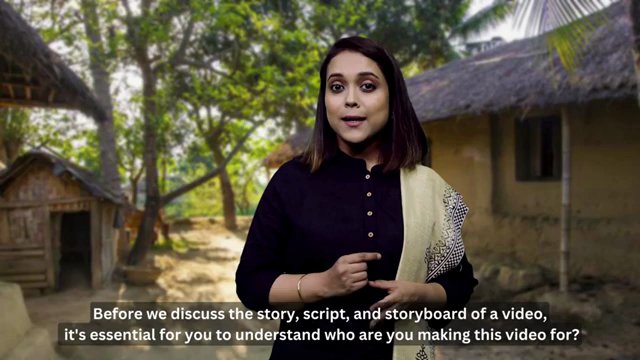 Before we discuss the story, script, and storyboard of a video,
it's essential for you to understand who are you making this video for?